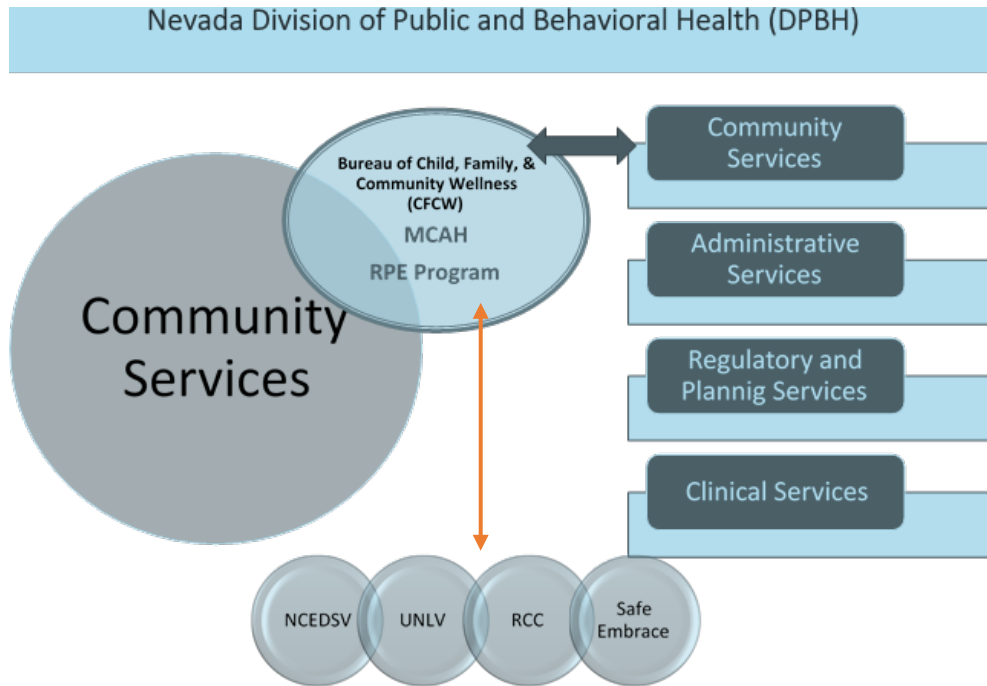 Nevada Division of Public and Behavioral Health (DPBH)
Bureau of Child, Family, &
Community Wellness
(CFCW)
MCAH
RPE Program
Community
Services
Community
Services
Administrative
Services
Regulatory and
Plannig Services
Clinical Services
NCEDSV
UNLV
RCC
Safe
Embrace